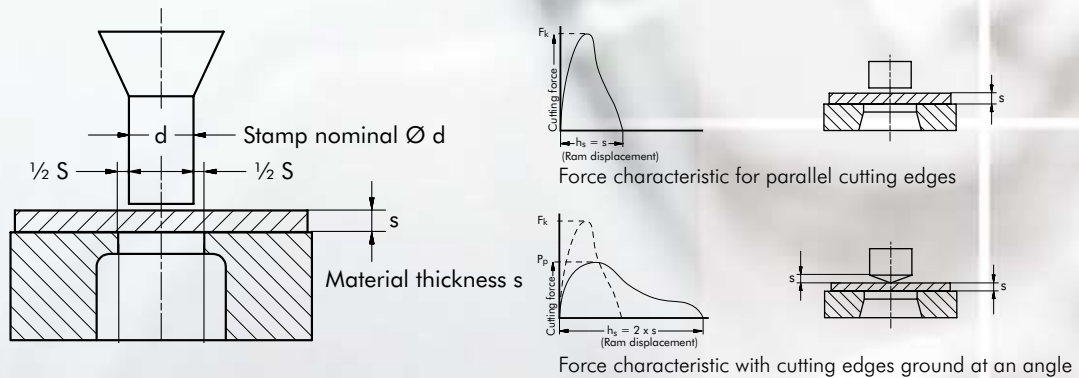 d
Stamp nominal Ø d
½ S
½ S
s
Material thickness s
Fk
Cutting force
hs = s
(Ram displacement)
s
Force characteristic for parallel cutting edges
Fk
Pp
Cutting force
hs = 2 x s
(Ram displacement)
s
s
Force characteristic with cutting edges ground at an angle